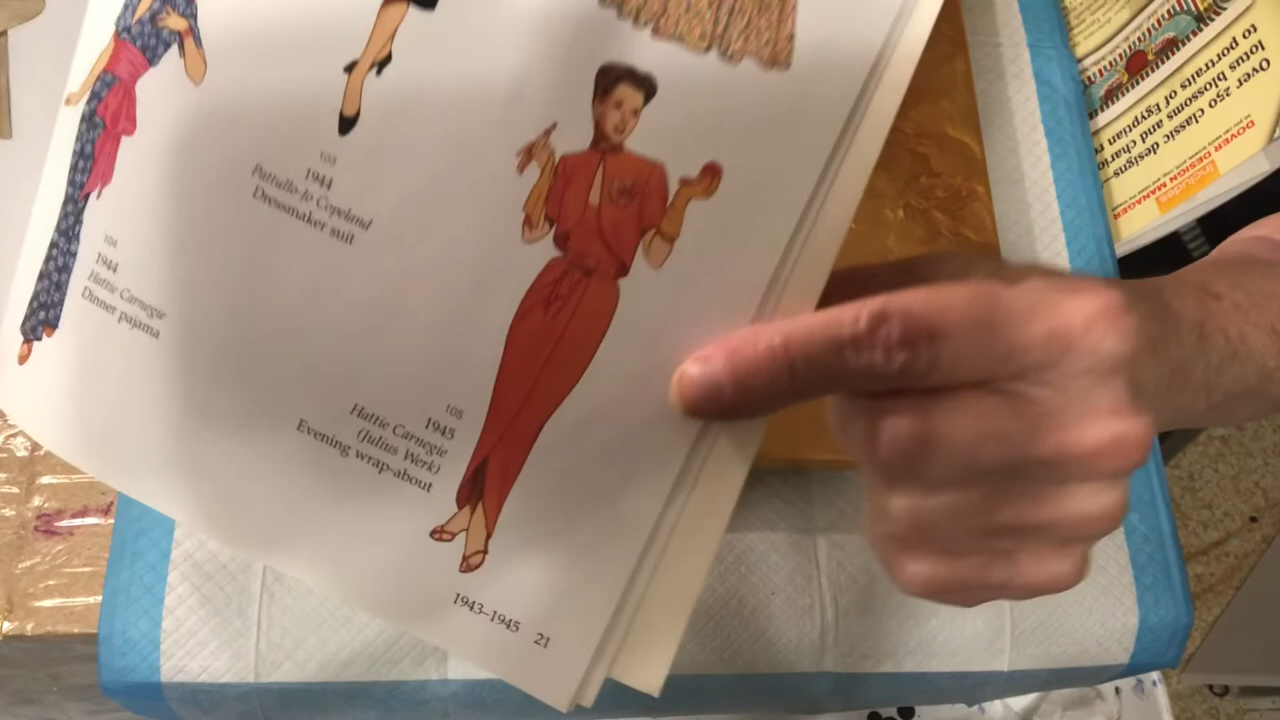 103
1944
Pattullo-Jo Copeland
Dressmaker suit
104
1944
Hattie Carnegie
Dinner pajama
105
1945
Hattie Carnegie
(Julius Werk)
Evening wrap-about
1943–1945 21
Over 250 classic designs—
lotus blossoms and
to portraits of Egyptian
Includes
DOVER DESIGN MANAGER